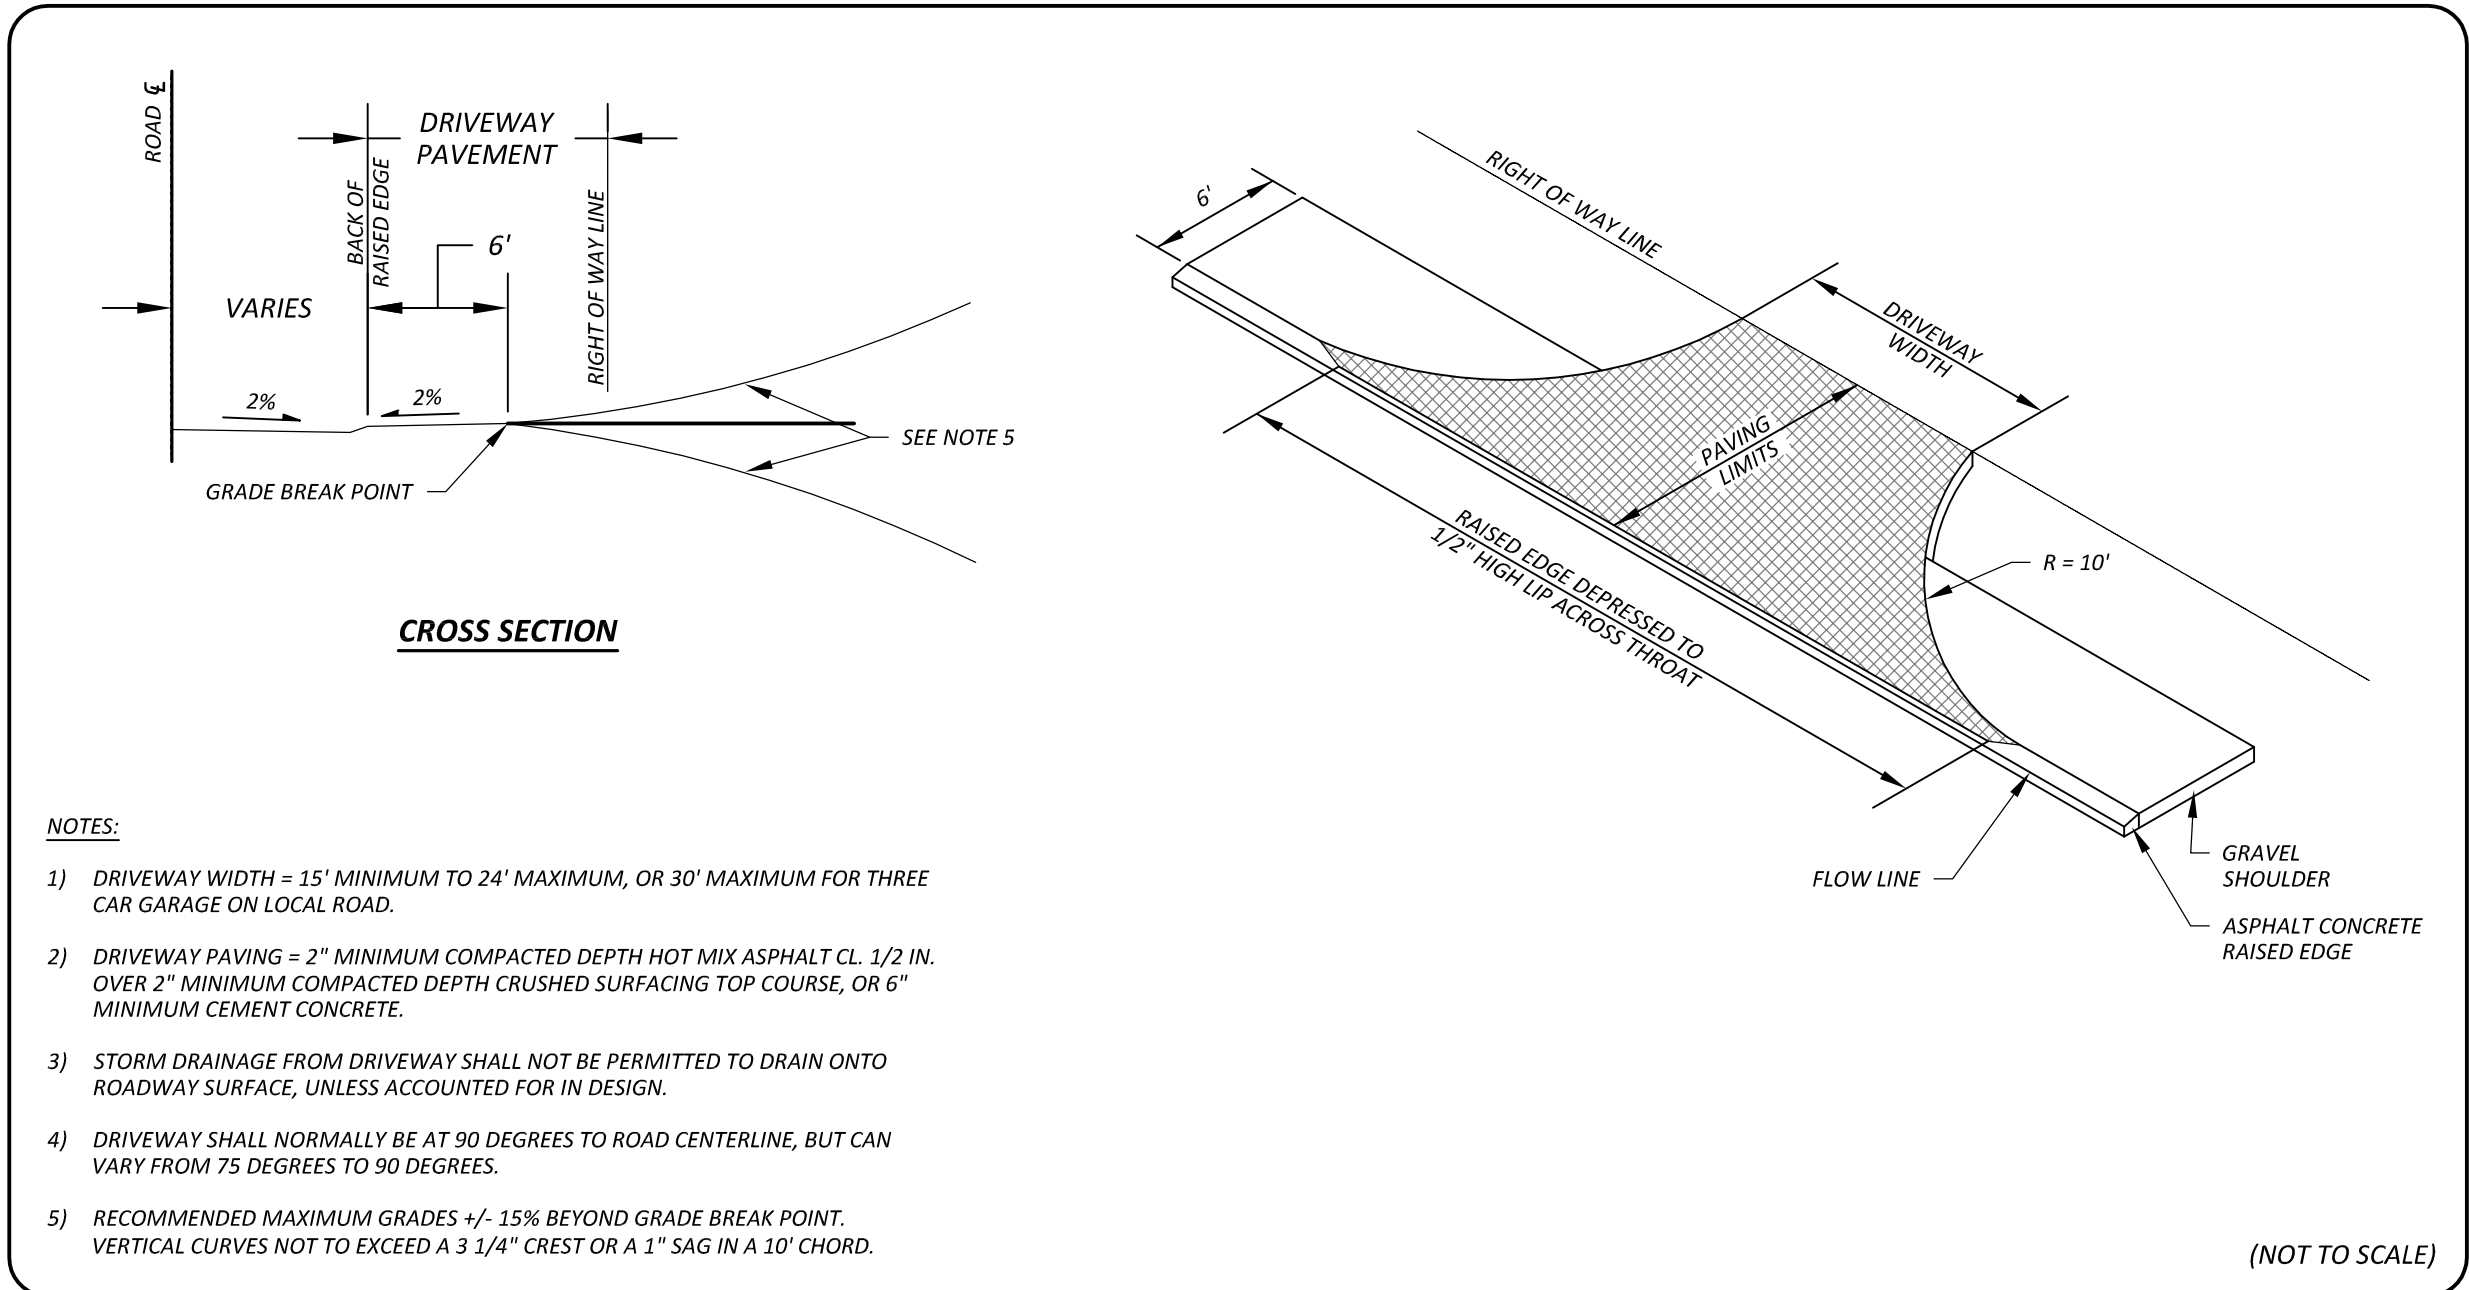 ROAD ℄
DRIVEWAY
PAVEMENT
BACK OF
RAISED EDGE
6'
RIGHT OF WAY LINE
VARIES
2%
2%
SEE NOTE 5
GRADE BREAK POINT
CROSS SECTION
6'
RIGHT OF WAY LINE
DRIVEWAY
WIDTH
PAVING
LIMITS
RAISED EDGE DEPRESSED TO
1/2" HIGH LIP ACROSS THROAT
R = 10'
FLOW LINE
GRAVEL
SHOULDER
ASPHALT CONCRETE
RAISED EDGE
NOTES:
1) DRIVEWAY WIDTH = 15' MINIMUM TO 24' MAXIMUM, OR 30' MAXIMUM FOR THREE
CAR GARAGE ON LOCAL ROAD.
2) DRIVEWAY PAVING = 2" MINIMUM COMPACTED DEPTH HOT MIX ASPHALT CL. 1/2 IN.
OVER 2" MINIMUM COMPACTED DEPTH CRUSHED SURFACING TOP COURSE, OR 6"
MINIMUM CEMENT CONCRETE.
3) STORM DRAINAGE FROM DRIVEWAY SHALL NOT BE PERMITTED TO DRAIN ONTO
ROADWAY SURFACE, UNLESS ACCOUNTED FOR IN DESIGN.
4) DRIVEWAY SHALL NORMALLY BE AT 90 DEGREES TO ROAD CENTERLINE, BUT CAN
VARY FROM 75 DEGREES TO 90 DEGREES.
5) RECOMMENDED MAXIMUM GRADES +/- 15% BEYOND GRADE BREAK POINT.
VERTICAL CURVES NOT TO EXCEED A 3 1/4" CREST OR A 1" SAG IN A 10' CHORD.
(NOT TO SCALE)